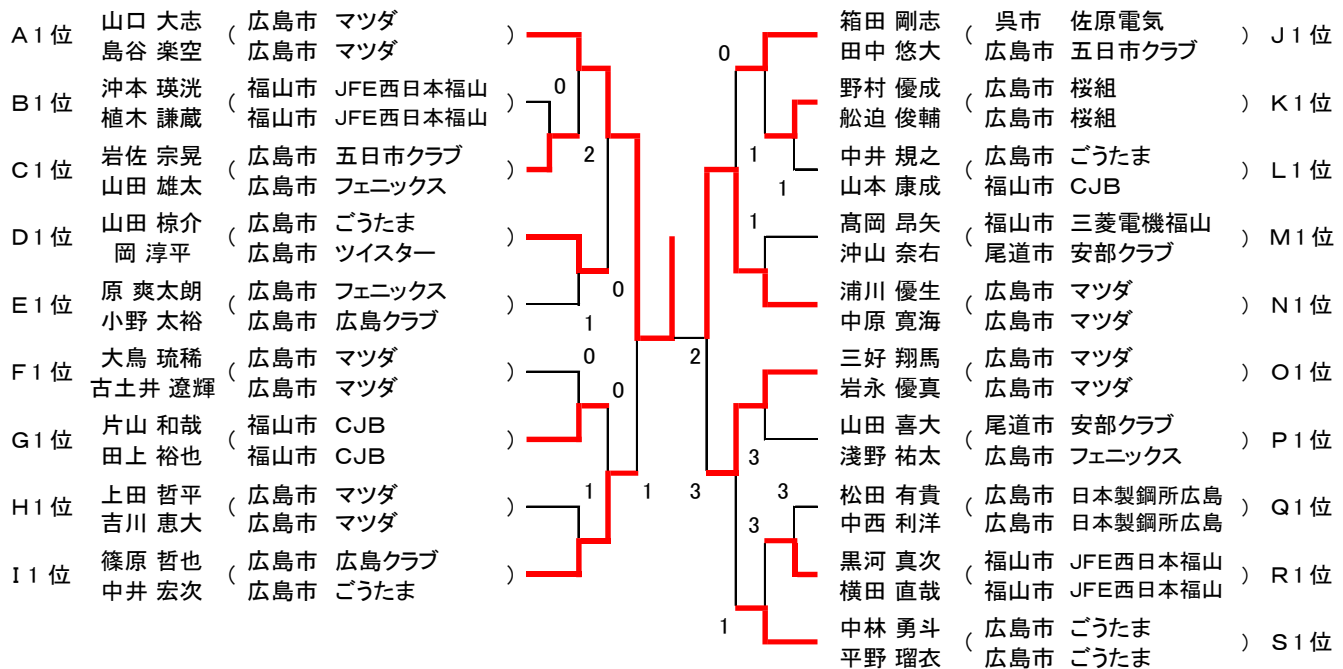 A1位 山口 大志 ( 広島市 マツダ )
島谷 楽空 広島市 マツダ
B1位 沖本 瑛洸 ( 福山市 JFE西日本福山 )
植木 謙蔵 福山市 JFE西日本福山
C1位 岩佐 宗晃 ( 広島市 五日市クラブ )
山田 雄太 広島市 フェニックス
D1位 山田 椋介 ( 広島市 ごうたま )
岡 淳平 広島市 ツイスター
E1位 原 爽太朗 ( 広島市 フェニックス )
小野 太裕 広島市 広島クラブ
F1位 大鳥 琉稀 ( 広島市 マツダ )
古土井 遼輝 広島市 マツダ
G1位 片山 和哉 ( 福山市 CJB )
田上 裕也 福山市 CJB
H1位 上田 哲平 ( 広島市 マツダ )
吉川 恵大 広島市 マツダ
I1位 篠原 哲也 ( 広島市 広島クラブ )
中井 宏次 広島市 ごうたま
0
2
0
1
0
0
1
1
2
3
0
1
1
1
3
3
3
1
箱田 剛志 ( 呉市 佐原電気 ) J1位
田中 悠大 広島市 五日市クラブ
野村 優成 ( 広島市 桜組 ) K1位
舩迫 俊輔 広島市 桜組
中井 規之 ( 広島市 ごうたま ) L1位
山本 康成 福山市 CJB
髙岡 昂矢 ( 福山市 三菱電機福山 ) M1位
沖山 奈右 尾道市 安部クラブ
浦川 優生 ( 広島市 マツダ ) N1位
中原 寛海 広島市 マツダ
三好 翔馬 ( 広島市 マツダ ) O1位
岩永 優真 広島市 マツダ
山田 喜大 ( 尾道市 安部クラブ ) P1位
淺野 祐太 広島市 フェニックス
松田 有貴 ( 広島市 日本製鋼所広島 ) Q1位
中西 利洋 広島市 日本製鋼所広島
黒河 真次 ( 福山市 JFE西日本福山 ) R1位
横田 直哉 福山市 JFE西日本福山
中林 勇斗 ( 広島市 ごうたま ) S1位
平野 瑠衣 広島市 ごうたま